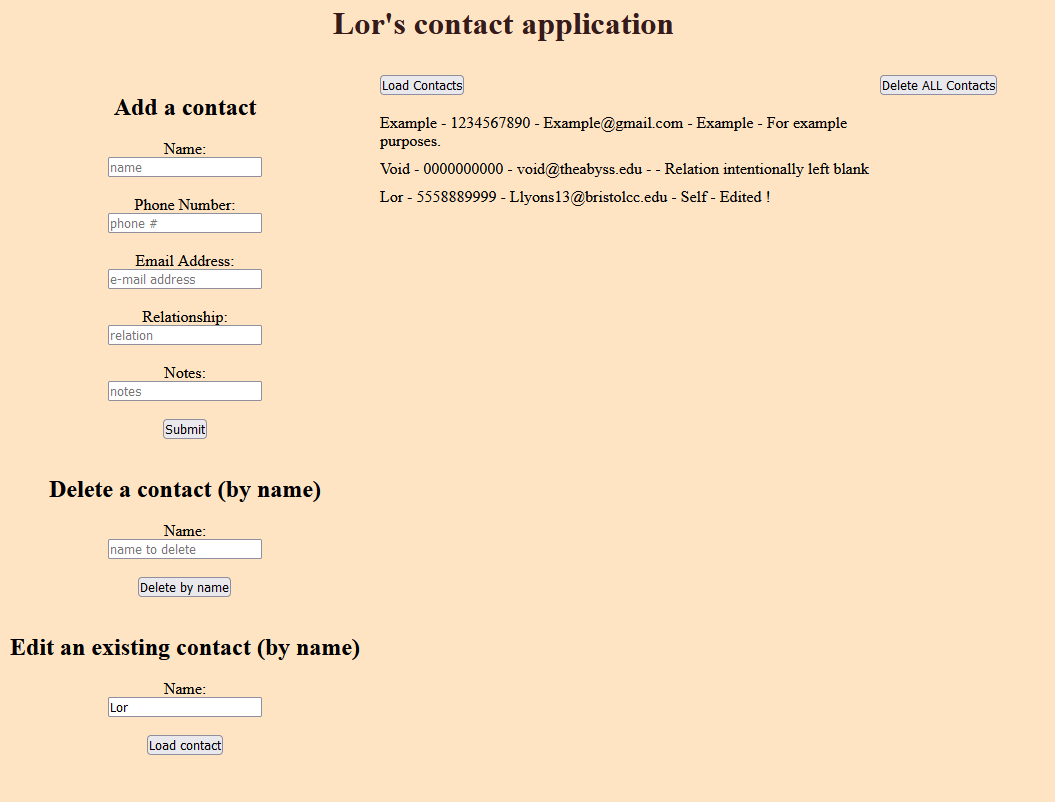 Lor's contact application
Load Contacts
Delete ALL Contacts
Add a contact
Name:
name
Phone Number:
phone #
Email Address:
e-mail address
Relationship:
relation
Notes:
notes
Submit
Example - 1234567890 - Example@gmail.com - Example - For example
purposes.
Void - 0000000000 - void@theabyss.edu - - Relation intentionally left blank
Lor - 5558889999 - Llyons13@bristolcc.edu - Self - Edited !
Delete a contact (by name)
Name:
name to delete
Delete by name
Edit an existing contact (by name)
Name:
Lor
Load contact